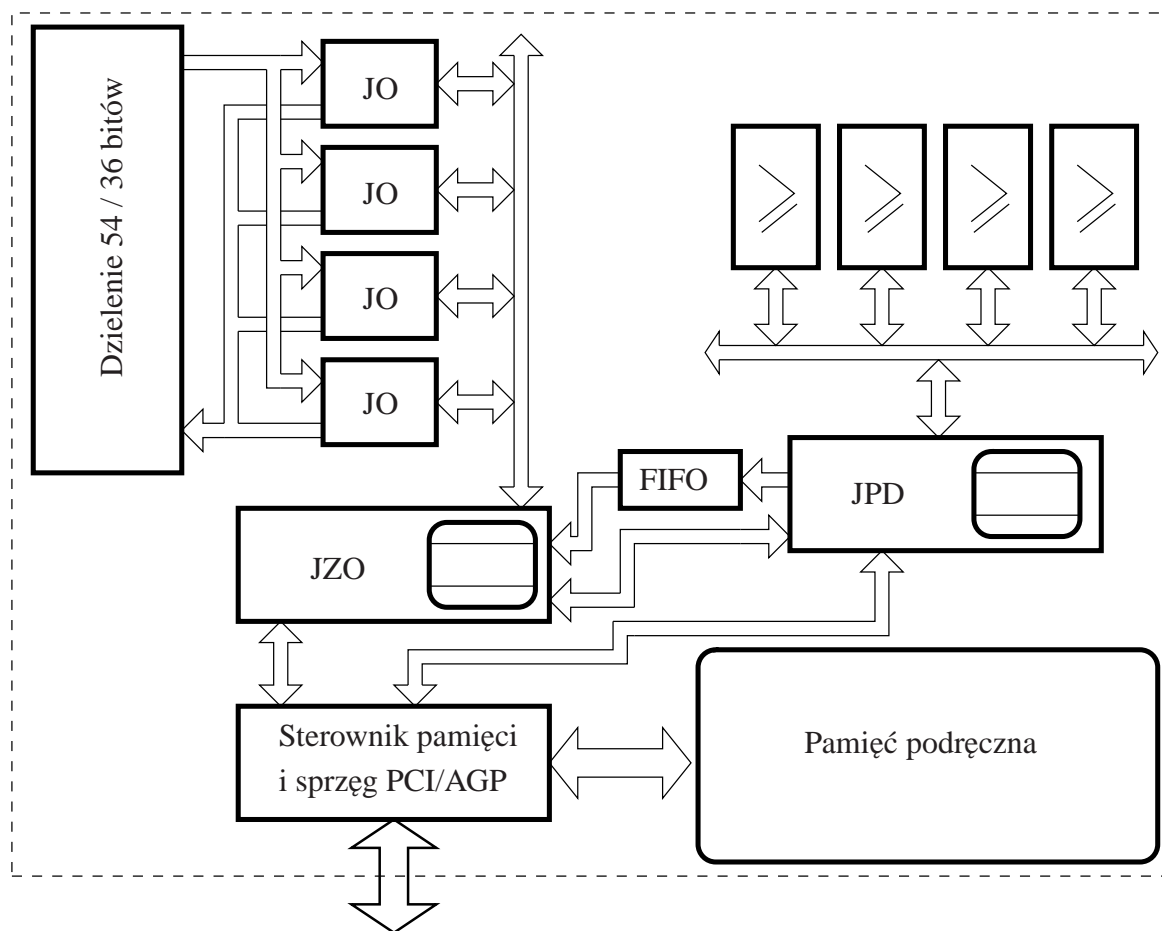 Dzielenie 54 / 36 bitów
JO
JO
JO
JO
FIFO
JPD
JZO
Sterownik pamięci
i sprzęg PCI/AGP
Pamięć podręczna